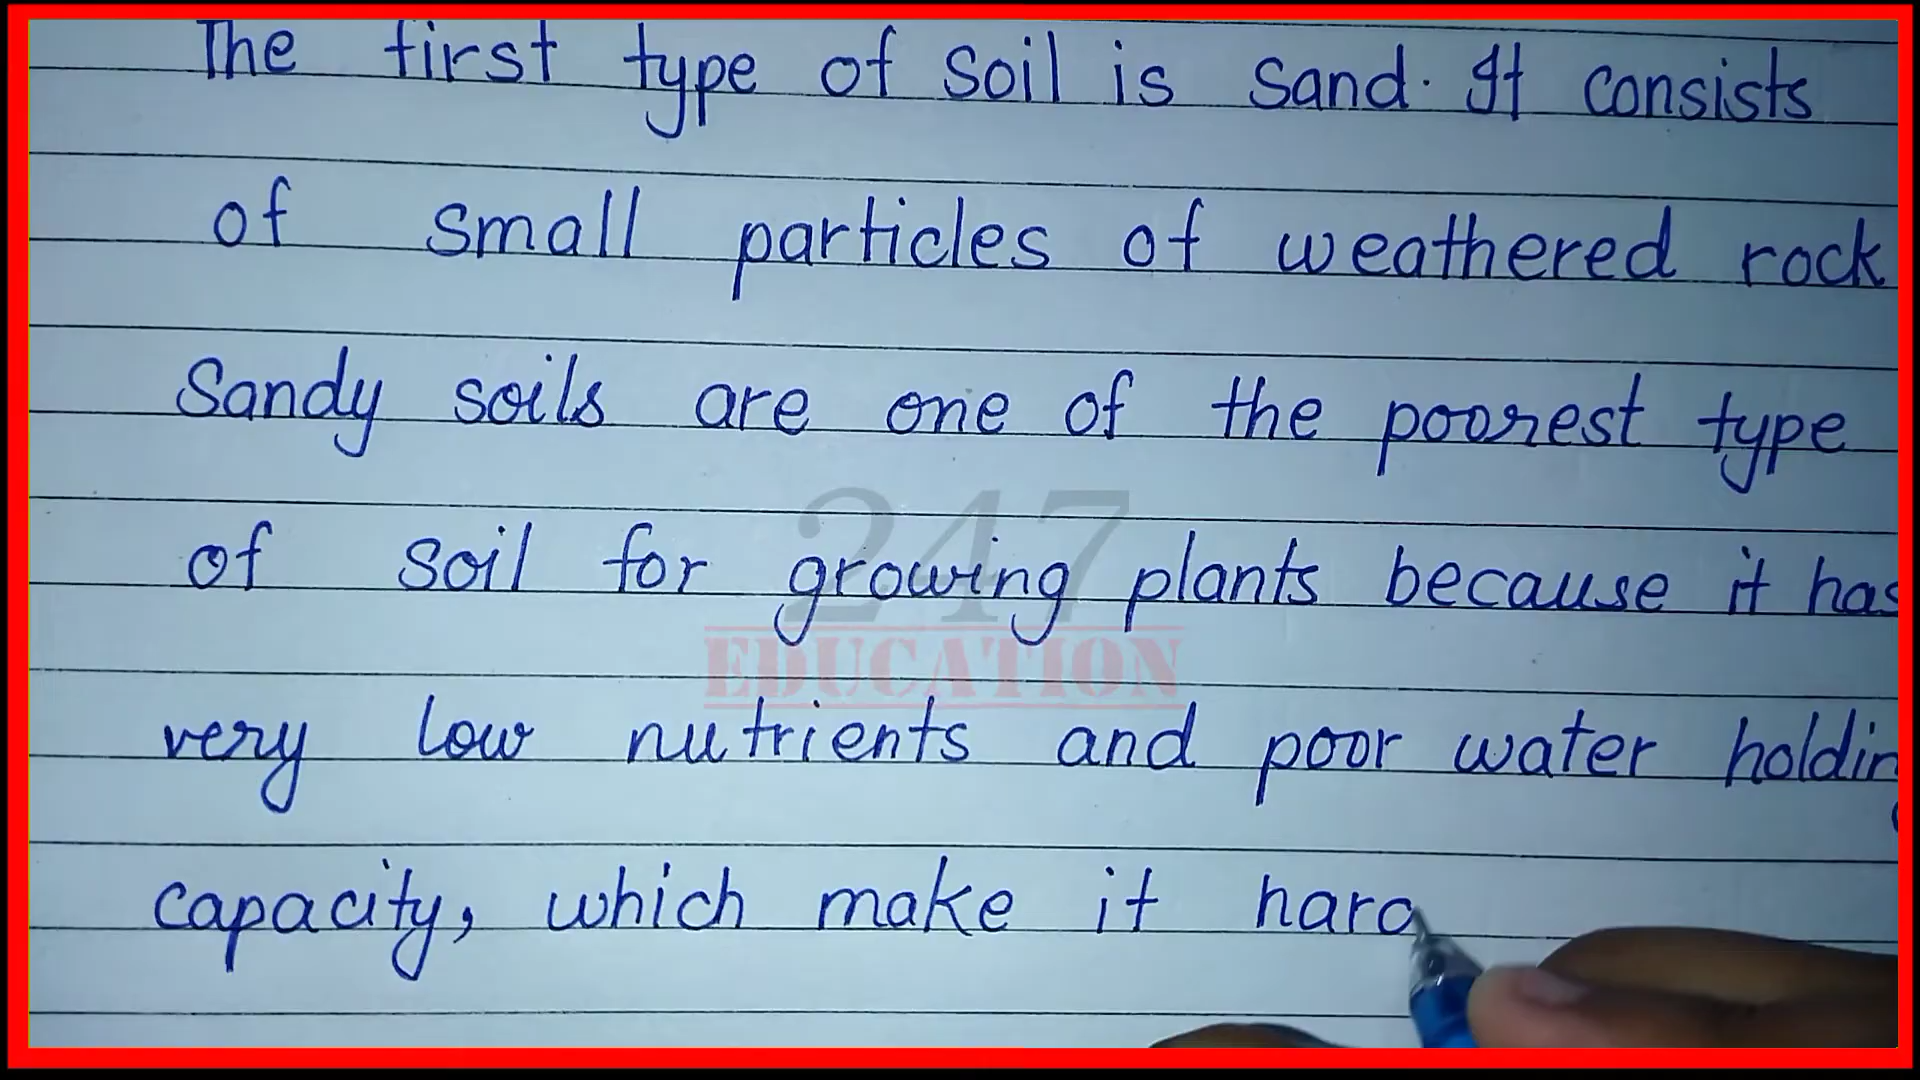 The first type of soil is sand. It consists
of small particles of weathered rock
Sandy soils are one of the poorest type
of soil for growing plants because it has
very low nutrients and poor water holdin
capacity, which make it hard
247
EDUCATION